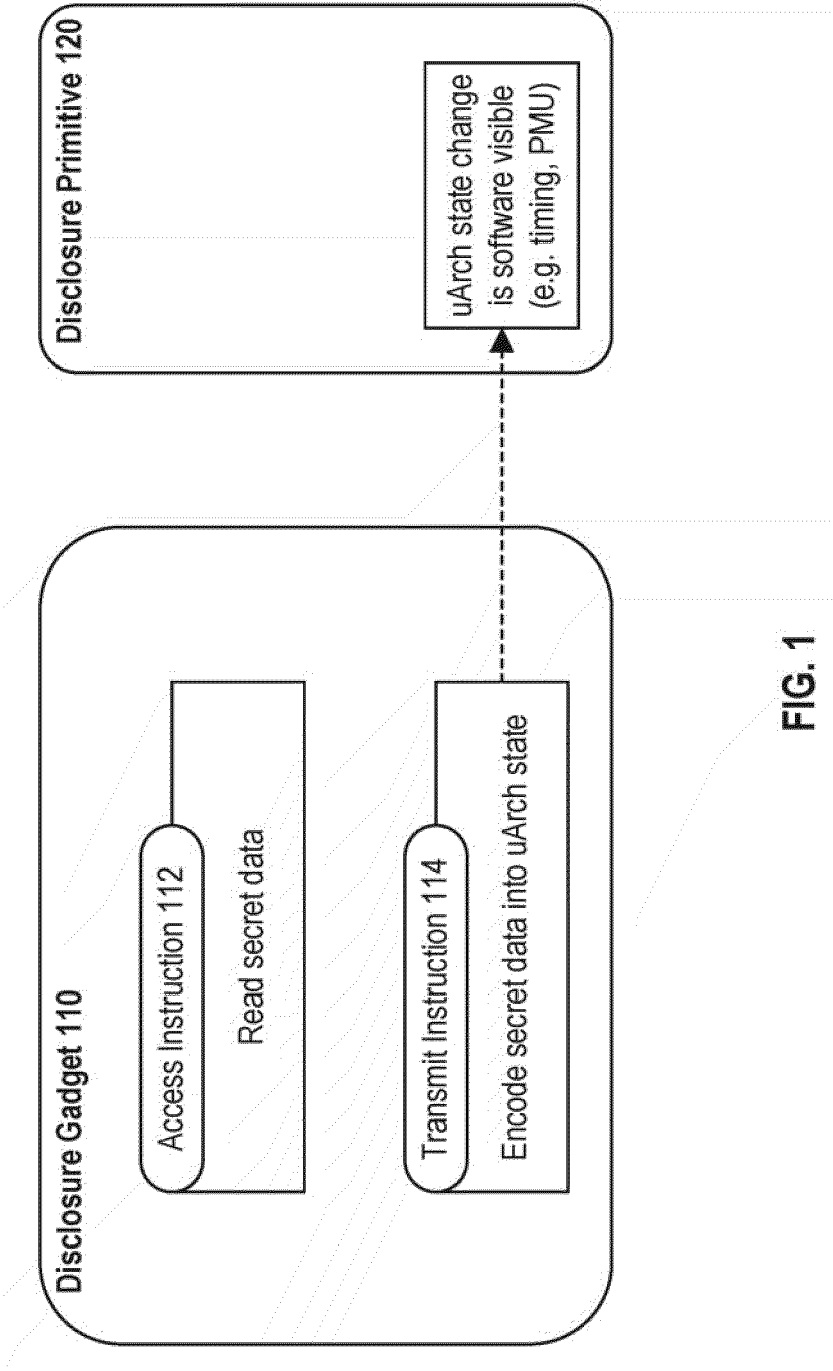 Disclosure Gadget 110
Access Instruction 112
Read secret data
Transmit Instruction 114
Encode secret data into uArch state
Disclosure Primitive 120
uArch state change
is software visible
(e.g. timing, PMU)
FIG. 1